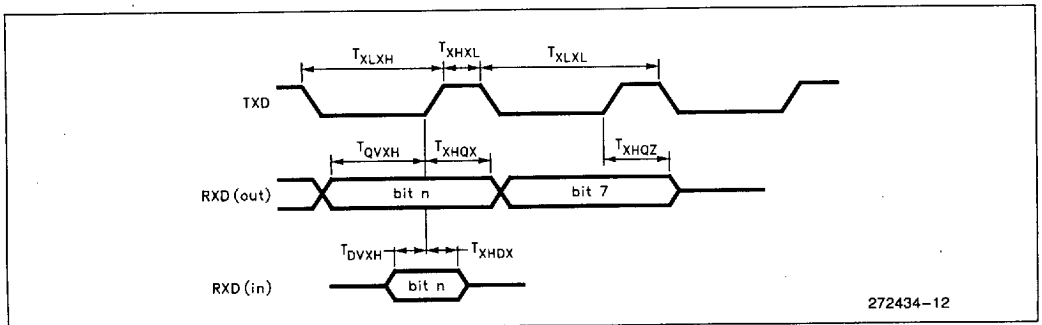 TXLXH TXHXL TXLXL
TXD
TQVXH TXHQX TXHQZ
RXD (out) bit n bit 7
TDVXH TXHDX
RXD (in) bit n
272434-12